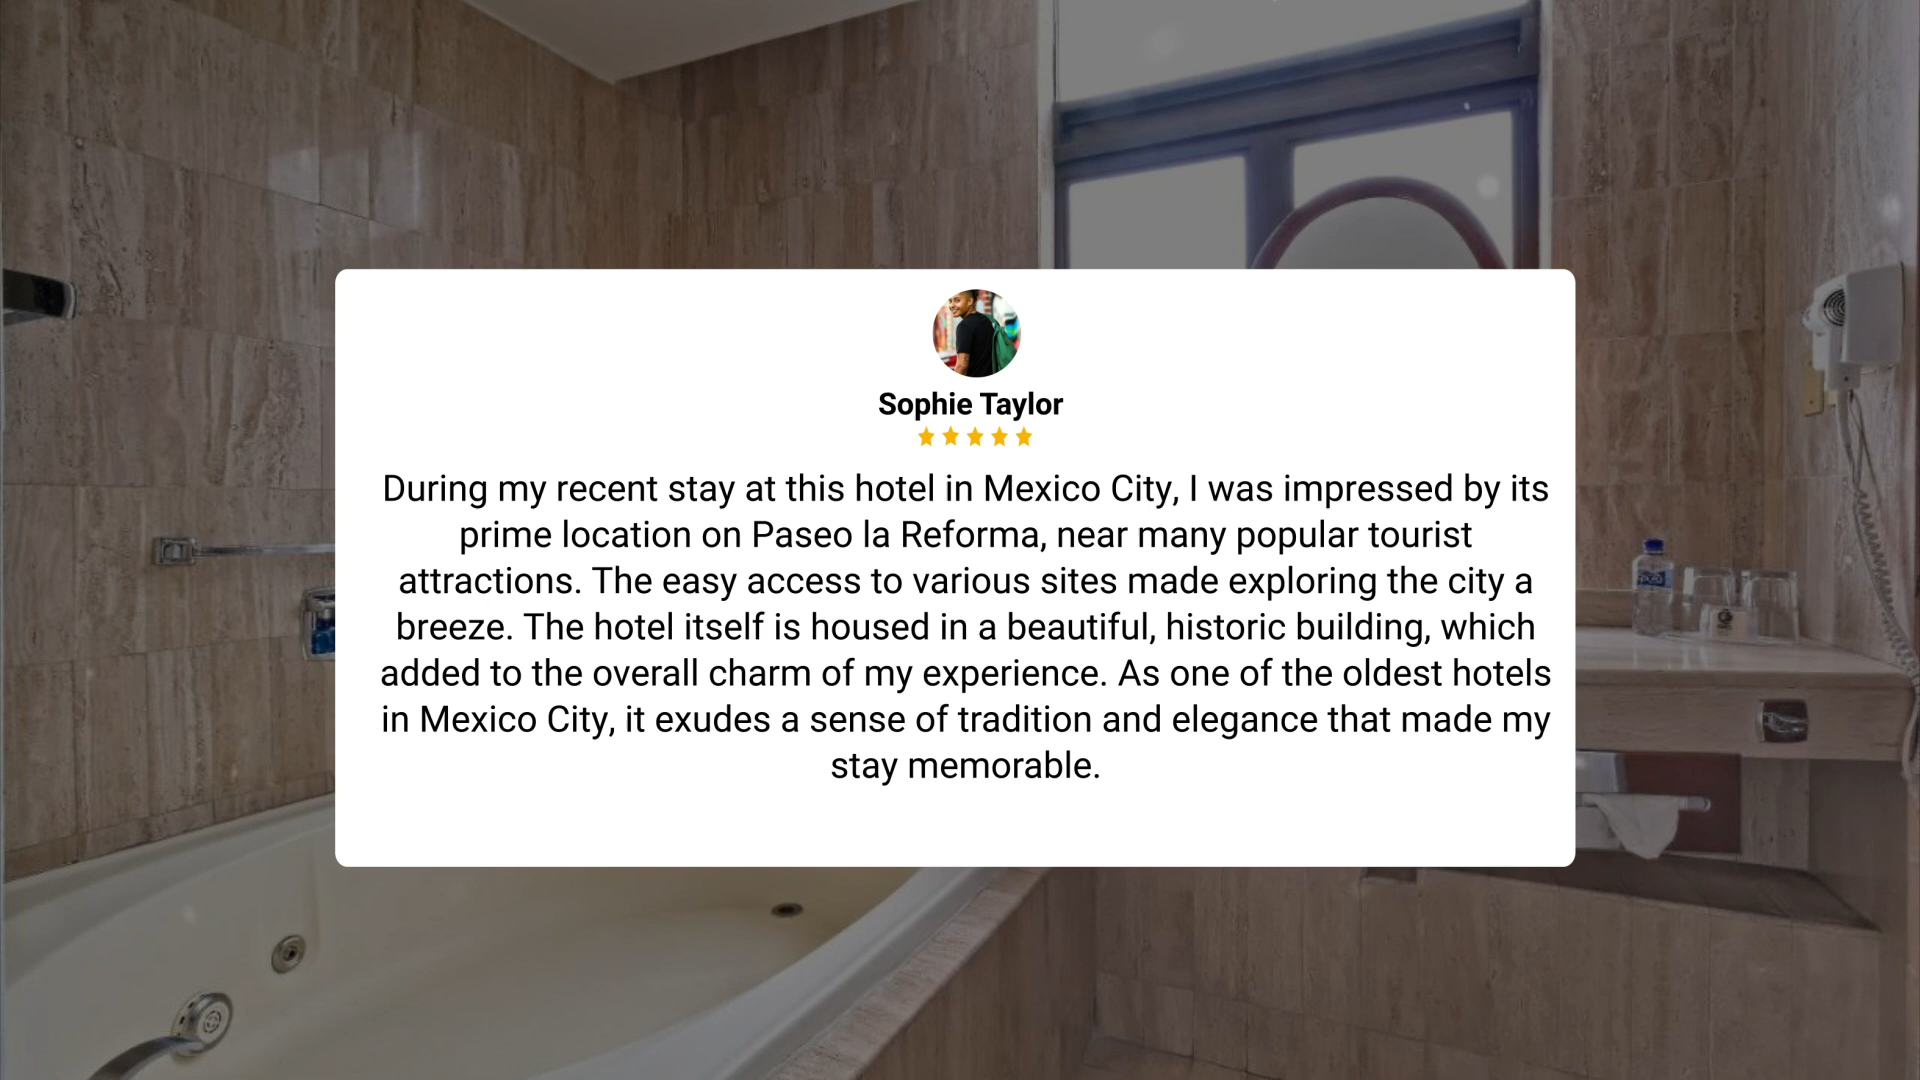 Sophie Taylor
During my recent stay at this hotel in Mexico City, I was impressed by its
prime location on Paseo la Reforma, near many popular tourist
attractions. The easy access to various sites made exploring the city a
breeze. The hotel itself is housed in a beautiful, historic building, which
added to the overall charm of my experience. As one of the oldest hotels
in Mexico City, it exudes a sense of tradition and elegance that made my
stay memorable.